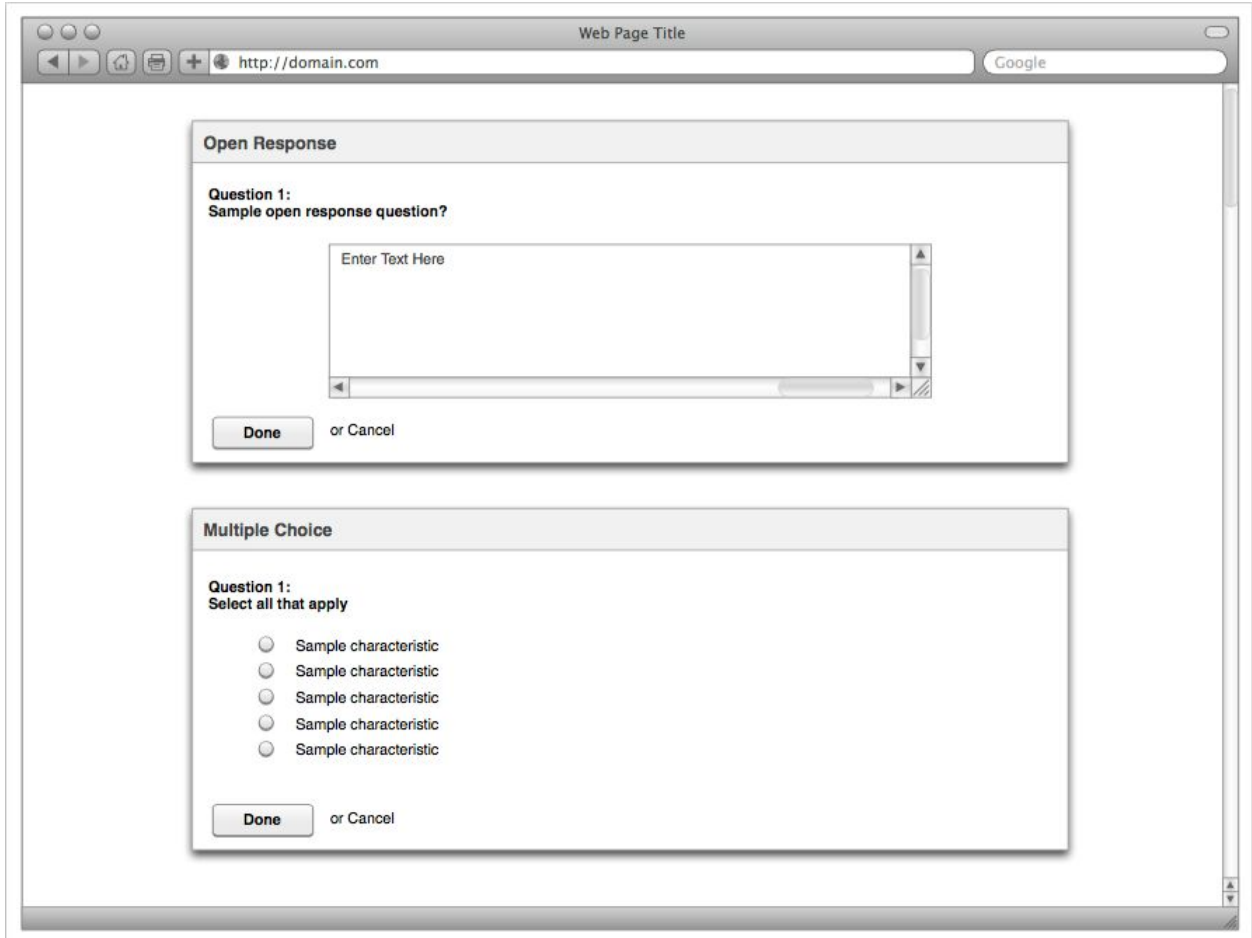 Web Page Title
http://domain.com
Google
Open Response
Question 1:
Sample open response question?
Enter Text Here
Done or Cancel
Multiple Choice
Question 1:
Select all that apply
Sample characteristic
Sample characteristic
Sample characteristic
Sample characteristic
Sample characteristic
Done or Cancel